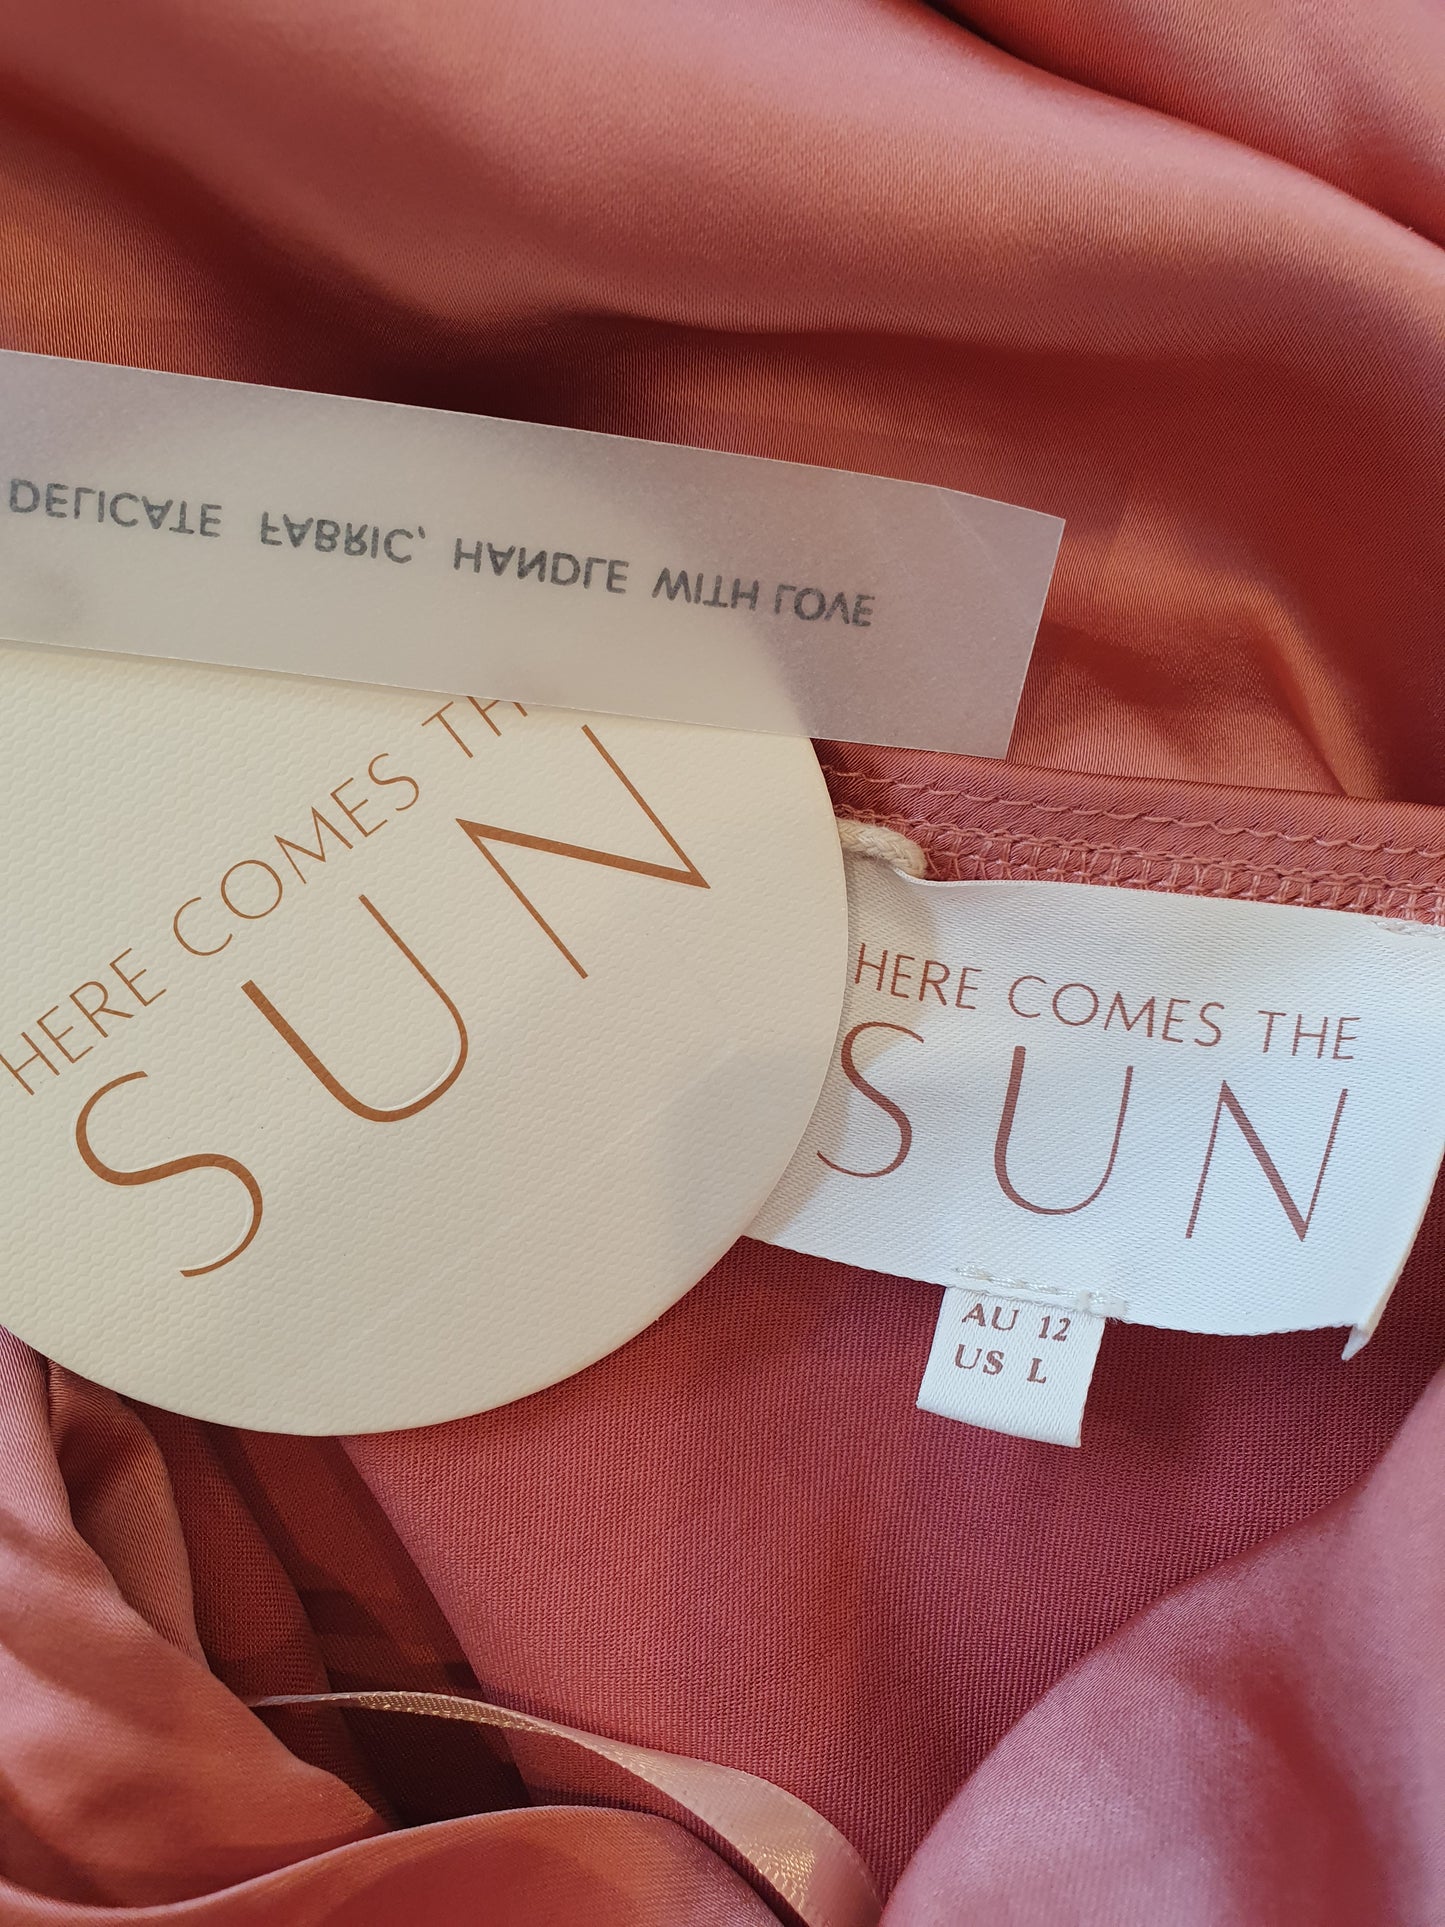 DELICATE FABRIC, HANDLE WITH LOVE
HERE COMES TH
SUN
HERE COMES THE
SUN
AU 12
US L